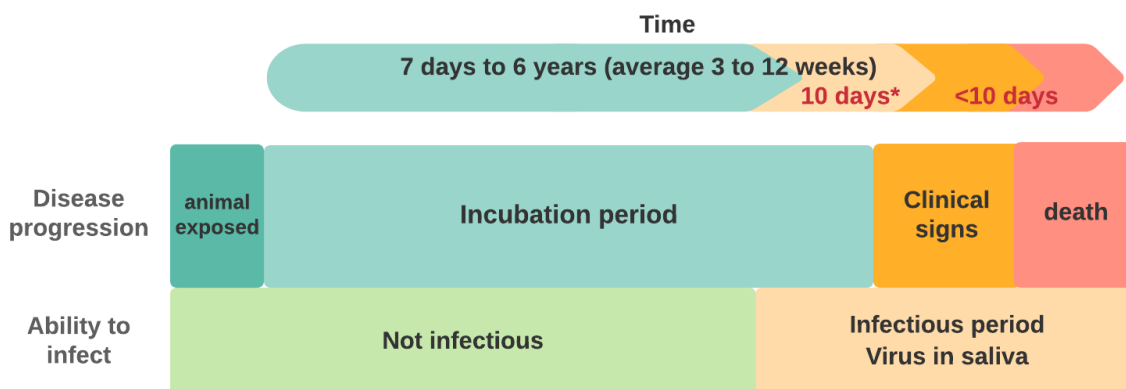 Time
7 days to 6 years (average 3 to 12 weeks)
10 days*
<10 days
Disease
progression
animal
exposed
Incubation period
Clinical
signs
death
Ability to
infect
Not infectious
Infectious period
Virus in saliva